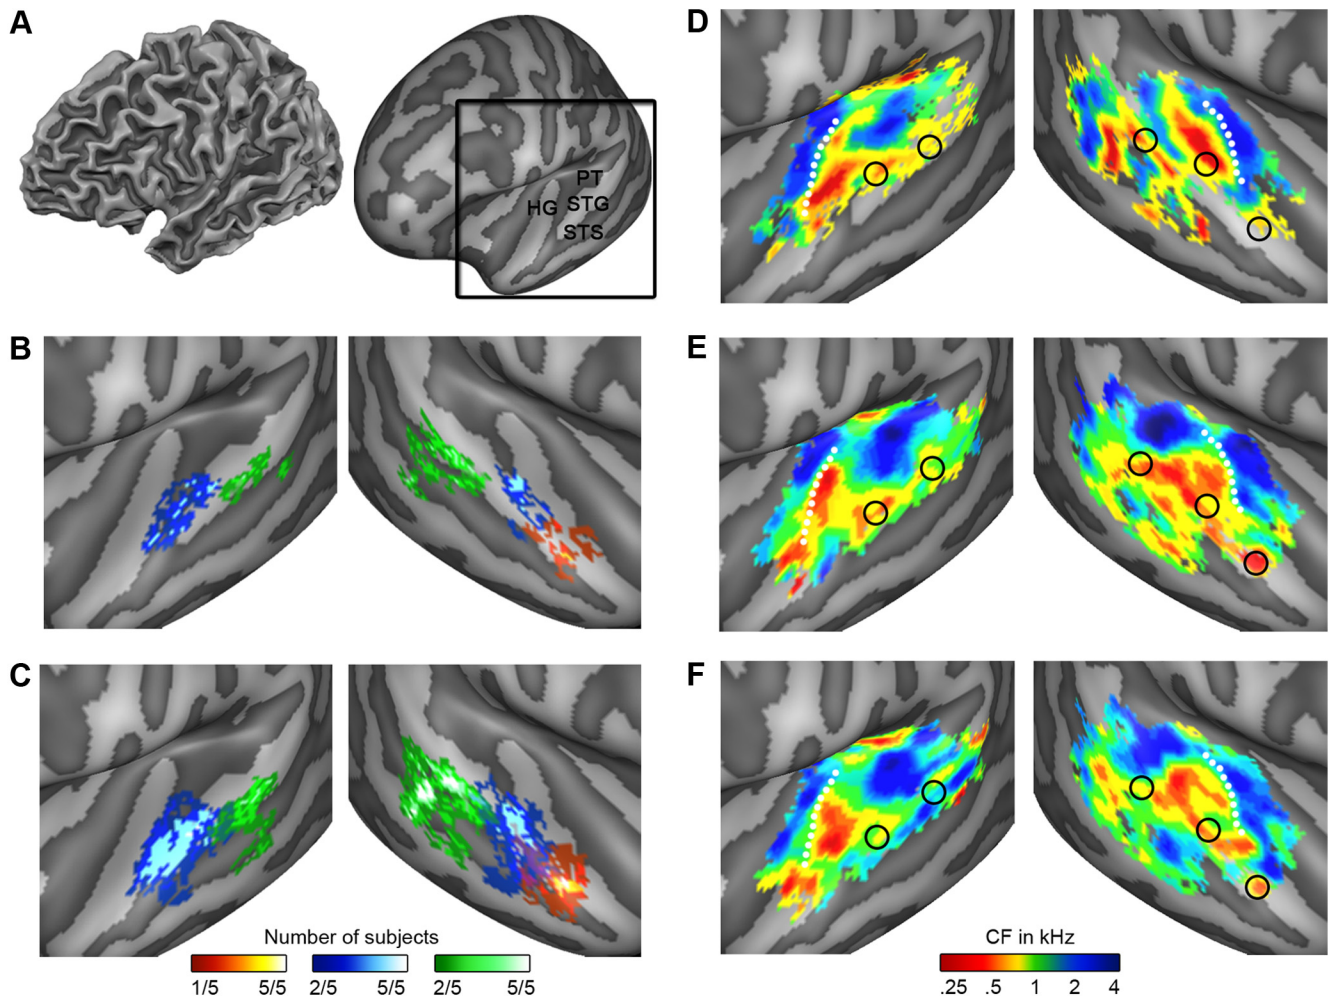 A
PT
HG STG
STS
B
C
Number of subjects
1/5 5/5 2/5 5/5 2/5 5/5
D
E
F
CF in kHz
.25 .5 1 2 4